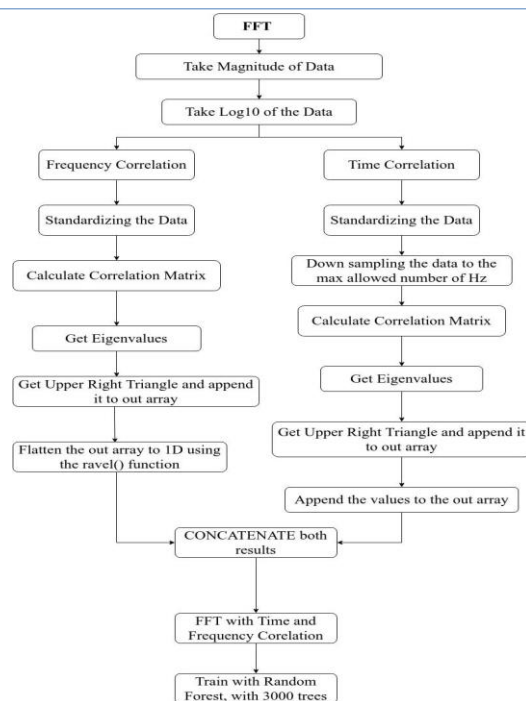 FFT
Take Magnitude of Data
Take Log10 of the Data
Frequency Correlation
Standardizing the Data
Calculate Correlation Matrix
Get Eigenvalues
Get Upper Right Triangle and append
it to out array
Flatten the out array to 1D using
the ravel() function
Time Correlation
Standardizing the Data
Down sampling the data to the
max allowed number of Hz
Calculate Correlation Matrix
Get Eigenvalues
Get Upper Right Triangle and append it
to out array
Append the values to the out array
CONCATENATE both
results
FFT with Time and
Frequency Corelation
Train with Random
Forest, with 3000 trees